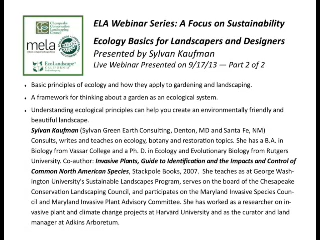 Chesapeake
Conservation
Landscaping
Council
mela
EcoLandscape
ELA Webinar Series: A Focus on Sustainability
Ecology Basics for Landscapers and Designers
Presented by Sylvan Kaufman
Live Webinar Presented on 9/17/13 — Part 2 of 2
• Basic principles of ecology and how they apply to gardening and landscaping.
• A framework for thinking about a garden as an ecological system.
• Understanding ecological principles can help you create an environmentally friendly and
beautiful landscape.
Sylvan Kaufman (Sylvan Green Earth Consulting, Denton, MD and Santa Fe, NM)
Consults, writes and teaches on ecology, botany and restoration topics. She has a B.A. in
Biology from Vassar College and a Ph. D. in Ecology and Evolutionary Biology from Rutgers
University. Co-author: Invasive Plants, Guide to Identification and the Impacts and Control of
Common North American Species, Stackpole Books, 2007. She teaches as at George Wash-
ington University's Sustainable Landscapes Program, serves on the board of the Chesapeake
Conservation Landscaping Council, and participates on the Maryland Invasive Species Coun-
cil and Maryland Invasive Plant Advisory Committee. She has worked as a researcher on in-
vasive plant and climate change projects at Harvard University and as the curator and land
manager at Adkins Arboretum.